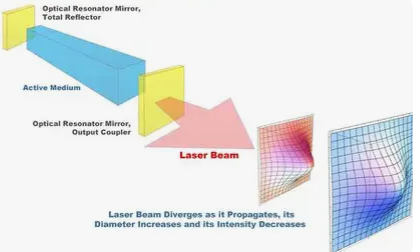 Optical Resonator Mirror,
Total Reflector
Active Medium
Optical Resonator Mirror,
Output Coupler
Laser Beam
Laser Beam Diverges as it Propagates, its
Diameter Increases and its Intensity Decreases